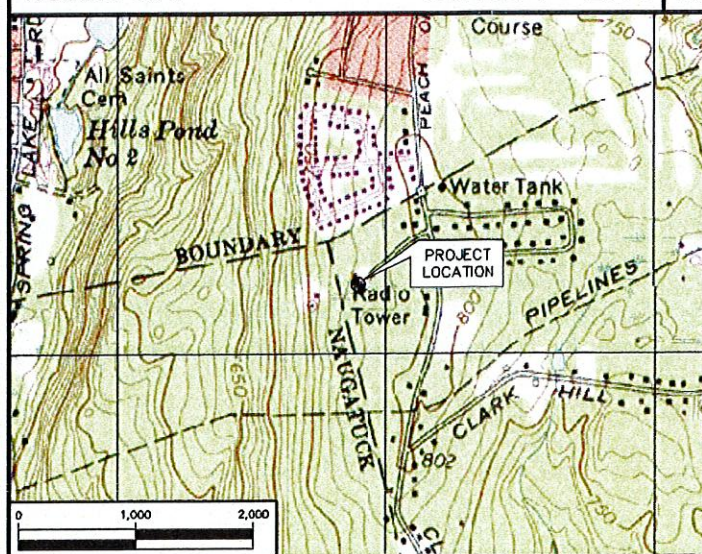 Course
750
All Saints
Cem
Hills Pond
No 2
SPRING LAKE RD
PEACH
Water Tank
BOUNDARY
PROJECT
LOCATION
Radio
Tower
800
PIPELINES
NAUGATUCK
650
CLARK HILL
802
750
0 1,000 2,000